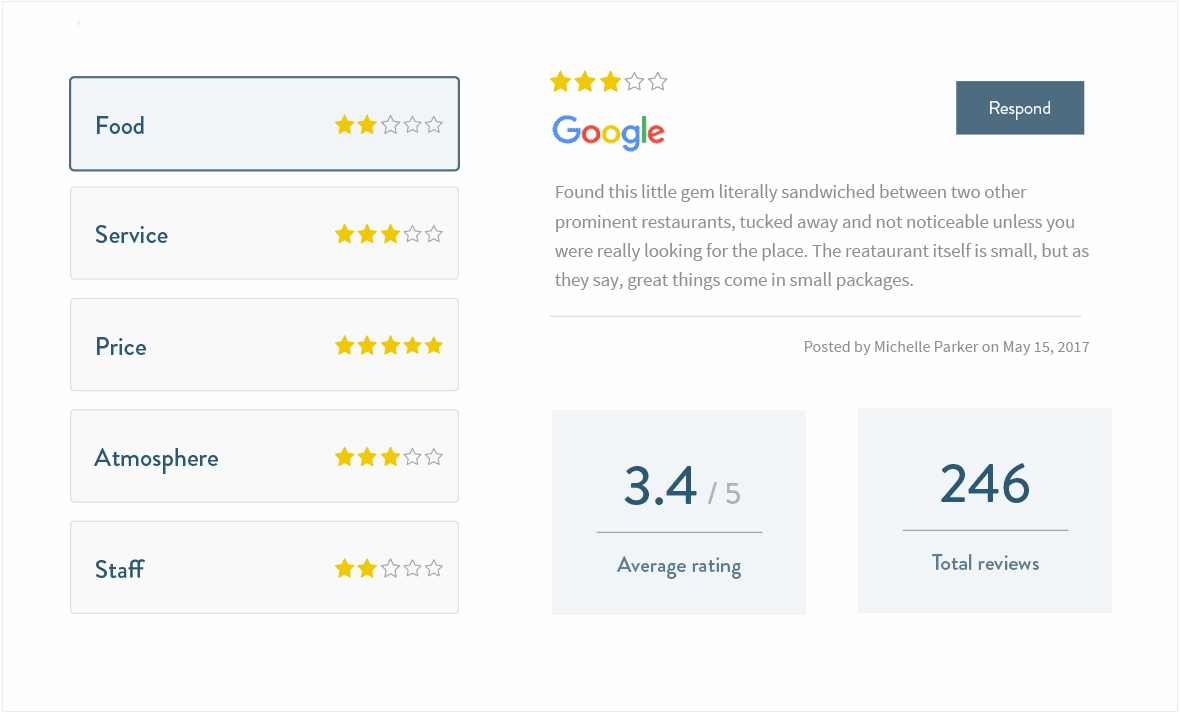 Food
Service
Price
Atmosphere
Staff
Google
Respond
Found this little gem literally sandwiched between two other
prominent restaurants, tucked away and not noticeable unless you
were really looking for the place. The reataurant itself is small, but as
they say, great things come in small packages.
Posted by Michelle Parker on May 15, 2017
3.4 / 5
Average rating
246
Total reviews